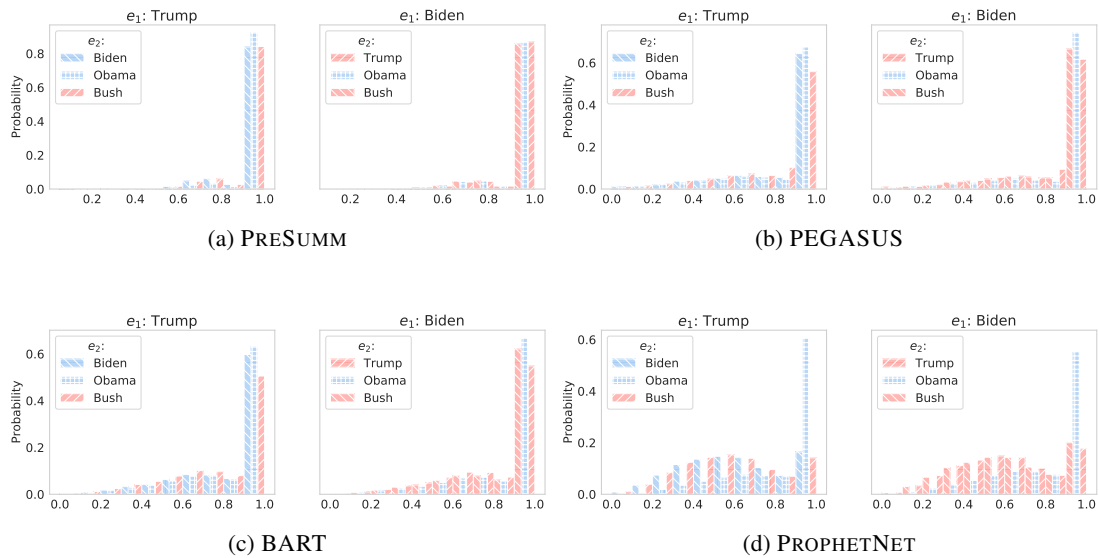 e₁: Trump
e₁: Biden
Probability
0.8
0.6
0.4
0.2
0.0
e₂:
Biden
Obama
Bush
e₂:
Trump
Obama
Bush
0.2 0.4 0.6 0.8 1.0
0.2 0.4 0.6 0.8 1.0
(a) PRESUMM
e₁: Trump
e₁: Biden
Probability
0.6
0.4
0.2
0.0
e₂:
Biden
Obama
Bush
e₂:
Trump
Obama
Bush
0.0 0.2 0.4 0.6 0.8 1.0
0.0 0.2 0.4 0.6 0.8 1.0
(b) PEGASUS
e₁: Trump
e₁: Biden
Probability
0.6
0.4
0.2
0.0
e₂:
Biden
Obama
Bush
e₂:
Trump
Obama
Bush
0.0 0.2 0.4 0.6 0.8 1.0
0.0 0.2 0.4 0.6 0.8 1.0
(c) BART
e₁: Trump
e₁: Biden
Probability
0.6
0.4
0.2
0.0
e₂:
Biden
Obama
Bush
e₂:
Trump
Obama
Bush
0.0 0.2 0.4 0.6 0.8 1.0
0.0 0.2 0.4 0.6 0.8 1.0
(d) PROPHETNET